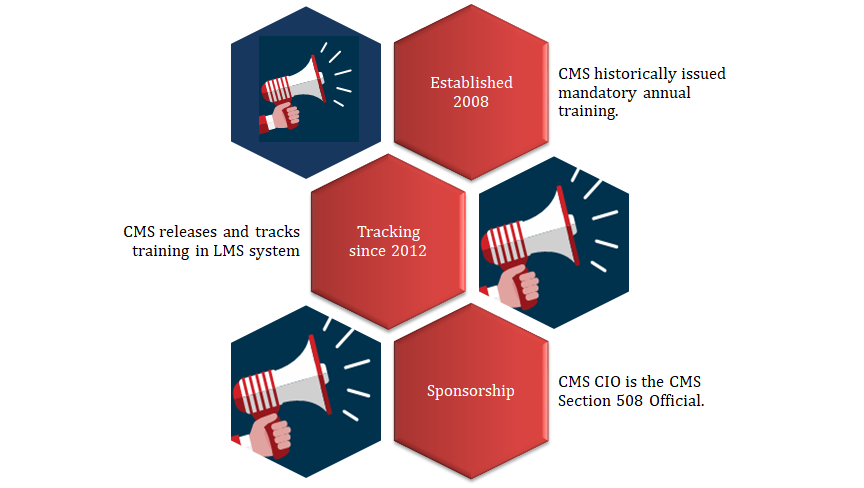 Established
2008
CMS historically issued
mandatory annual
training.
CMS releases and tracks
training in LMS system
Tracking
since 2012
Sponsorship
CMS CIO is the CMS
Section 508 Official.